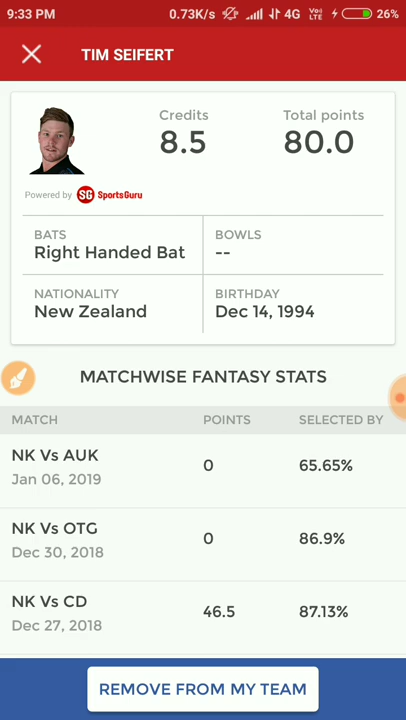 9:33 PM 0.73K/s 4G VoLTE 26%
TIM SEIFERT
Credits Total points
8.5 80.0
Powered by SG SportsGuru
BATS BOWLS
Right Handed Bat --
NATIONALITY BIRTHDAY
New Zealand Dec 14, 1994
MATCHWISE FANTASY STATS
MATCH POINTS SELECTED BY
NK Vs AUK 0 65.65%
Jan 06, 2019
NK Vs OTG 0 86.9%
Dec 30, 2018
NK Vs CD 46.5 87.13%
Dec 27, 2018
REMOVE FROM MY TEAM